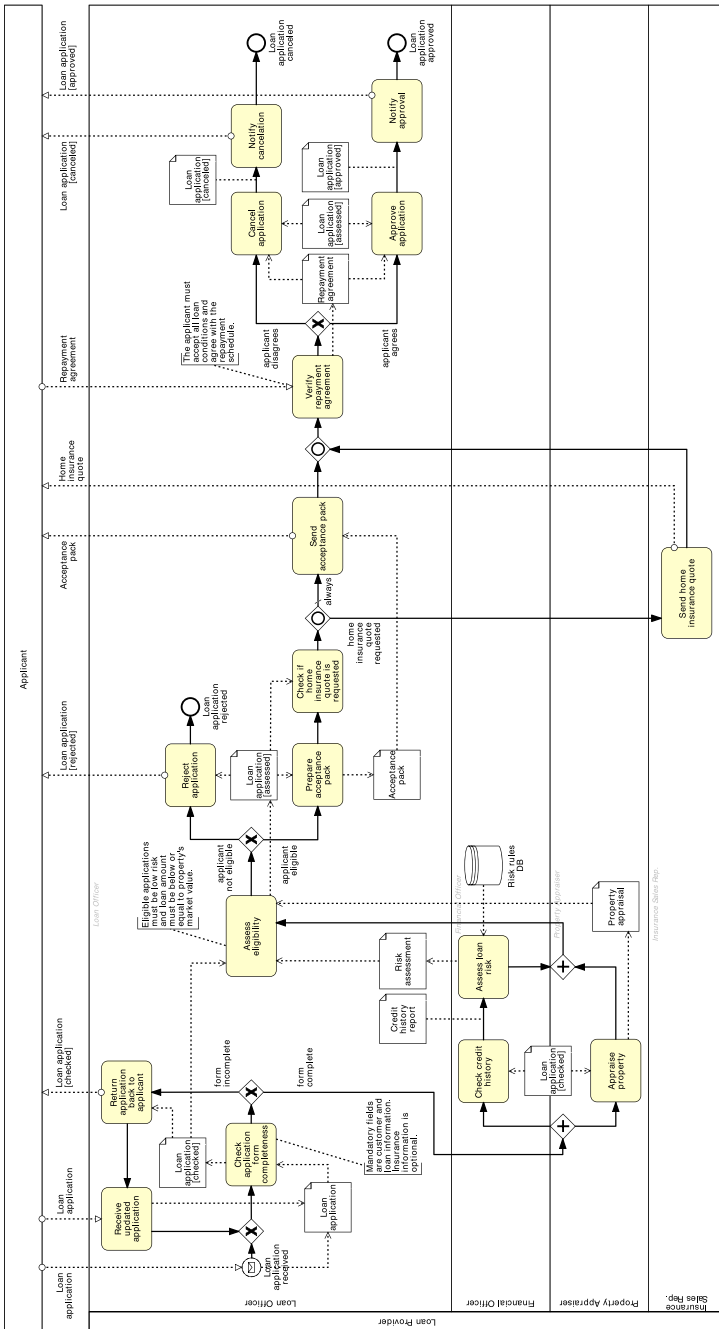 Applicant
Loan
application
Loan
application
Loan application
[checked]
Loan application
[rejected]
Acceptance
pack
Home
insurance
quote
Repayment
agreement
Loan application
[canceled]
Loan application
[approved]
Loan Provider
Loan Officer
Loan Officer
Loan
application
received
Receive
updated
application
Return
application
back to
applicant
Loan
application
[checked]
Check
application
form
completeness
Loan
application
form
incomplete
form
complete
Mandatory fields
are customer and
loan information.
Insurance
information is
optional.
Eligible applications
must be low risk
and loan amount
must be below or
equal to property's
market value.
Assess
eligibility
applicant
not eligible
applicant
eligible
Reject
application
Loan
application
rejected
Loan
application
[assessed]
Prepare
acceptance
pack
Acceptance
pack
Check if
home
insurance
quote is
requested
always
home
insurance
quote
requested
Send
acceptance pack
The applicant must
accept all loan
conditions and
agree with the
repayment
schedule.
Verify
repayment
agreement
applicant
disagrees
applicant
agrees
Repayment
agreement
Cancel
application
Loan
application
[assessed]
Approve
application
Loan
application
[canceled]
Loan
application
[approved]
Notify
cancelation
Notify
approval
Loan
application
canceled
Loan
application
approved
Financial Officer
Financial Officer
Check credit
history
Credit
history
report
Assess loan
risk
Risk
assessment
Risk rules
DB
Loan
application
[checked]
Property Appraiser
Property Appraiser
Appraise
property
Property
appraisal
Insurance
Sales Rep.
Insurance Sales Rep.
Send home
insurance quote